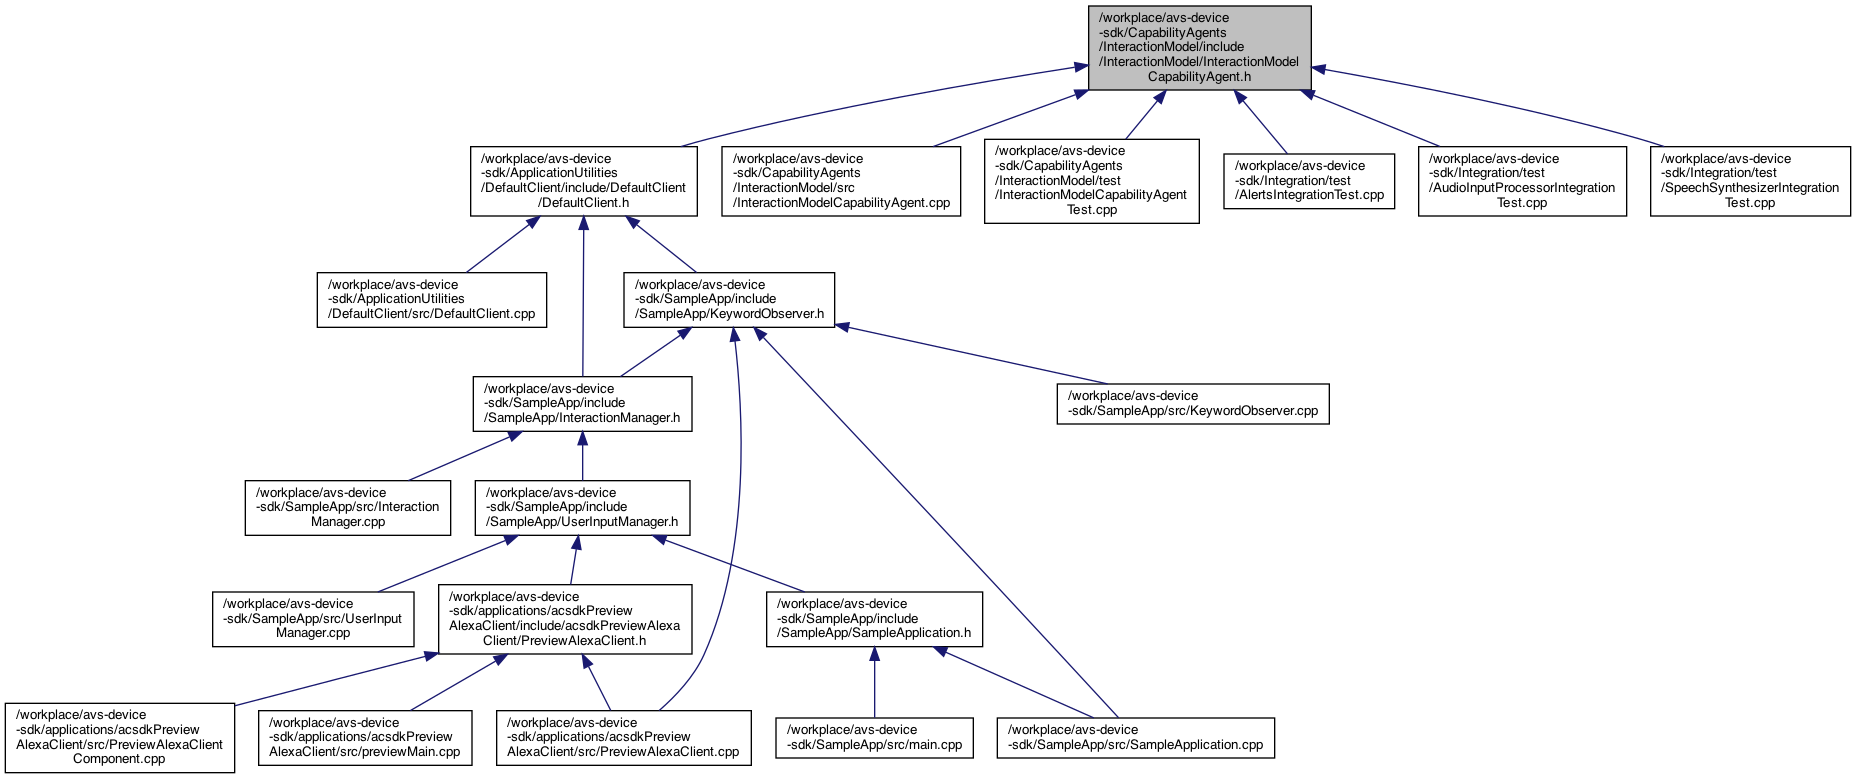 /workplace/avs-device
-sdk/CapabilityAgents
/InteractionModel/include
/InteractionModel/InteractionModel
CapabilityAgent.h
/workplace/avs-device
-sdk/ApplicationUtilities
/DefaultClient/include/DefaultClient
/DefaultClient.h
/workplace/avs-device
-sdk/CapabilityAgents
/InteractionModel/src
/InteractionModelCapabilityAgent.cpp
/workplace/avs-device
-sdk/CapabilityAgents
/InteractionModel/test
/InteractionModelCapabilityAgent
Test.cpp
/workplace/avs-device
-sdk/Integration/test
/AlertsIntegrationTest.cpp
/workplace/avs-device
-sdk/Integration/test
/AudioInputProcessorIntegration
Test.cpp
/workplace/avs-device
-sdk/Integration/test
/SpeechSynthesizerIntegration
Test.cpp
/workplace/avs-device
-sdk/ApplicationUtilities
/DefaultClient/src/DefaultClient.cpp
/workplace/avs-device
-sdk/SampleApp/include
/SampleApp/KeywordObserver.h
/workplace/avs-device
-sdk/SampleApp/include
/SampleApp/InteractionManager.h
/workplace/avs-device
-sdk/SampleApp/src/KeywordObserver.cpp
/workplace/avs-device
-sdk/SampleApp/src/Interaction
Manager.cpp
/workplace/avs-device
-sdk/SampleApp/include
/SampleApp/UserInputManager.h
/workplace/avs-device
-sdk/SampleApp/src/UserInput
Manager.cpp
/workplace/avs-device
-sdk/applications/acsdkPreview
AlexaClient/include/acsdkPreviewAlexa
Client/PreviewAlexaClient.h
/workplace/avs-device
-sdk/SampleApp/include
/SampleApp/SampleApplication.h
/workplace/avs-device
-sdk/applications/acsdkPreview
AlexaClient/src/PreviewAlexaClient
Component.cpp
/workplace/avs-device
-sdk/applications/acsdkPreview
AlexaClient/src/previewMain.cpp
/workplace/avs-device
-sdk/applications/acsdkPreview
AlexaClient/src/PreviewAlexaClient.cpp
/workplace/avs-device
-sdk/SampleApp/src/main.cpp
/workplace/avs-device
-sdk/SampleApp/src/SampleApplication.cpp